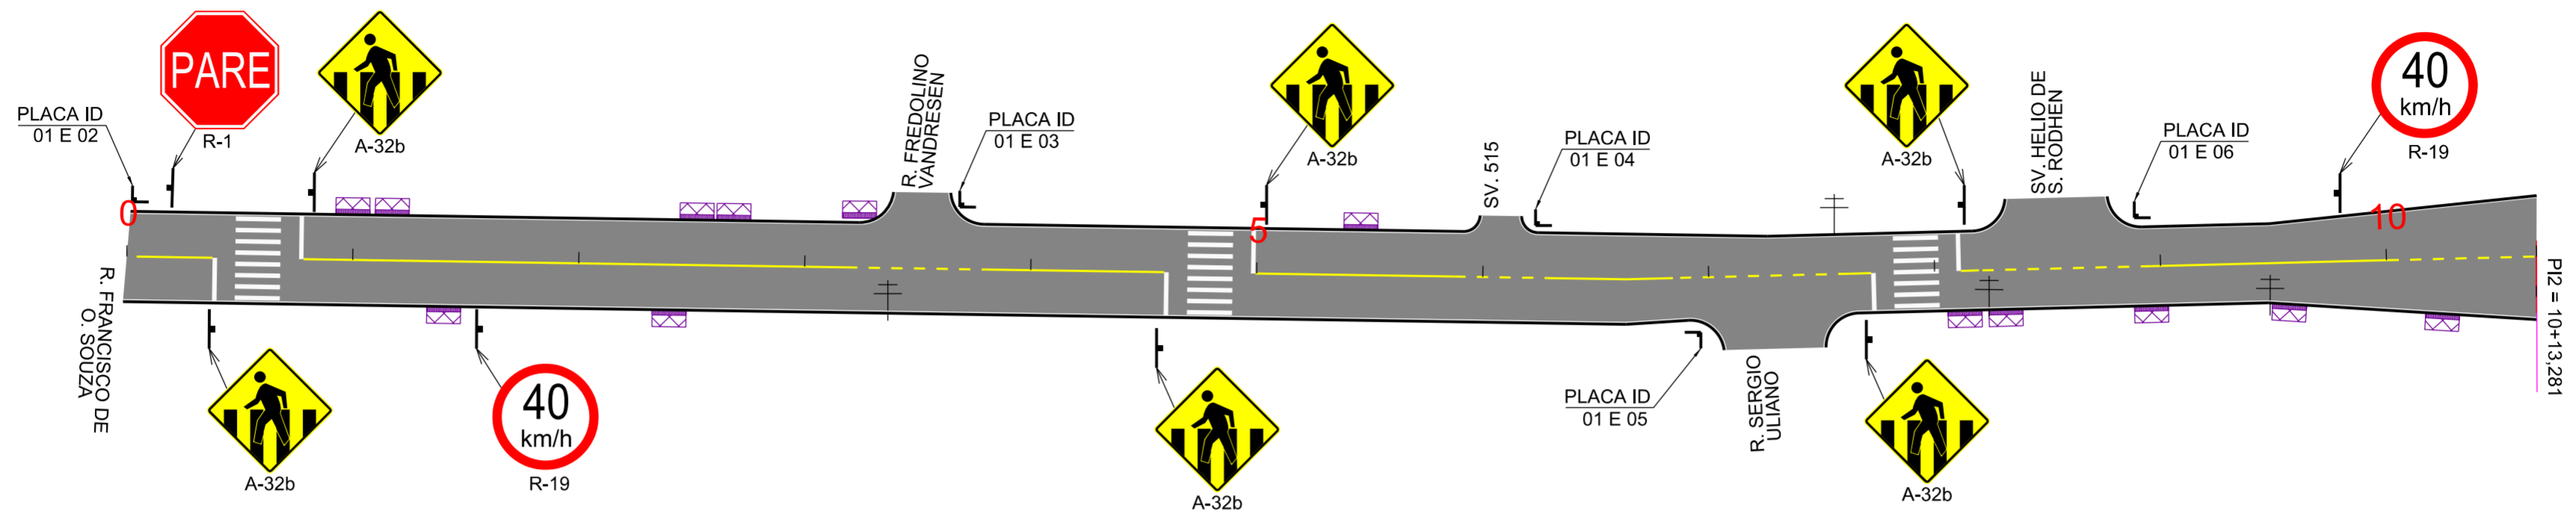 PARE
R-1
A-32b
PLACA ID
01 E 02
R. FREDOLINO
VANDRESEN
PLACA ID
01 E 03
A-32b
SV. 515
PLACA ID
01 E 04
A-32b
SV. HELIO DE
S. RODHEN
PLACA ID
01 E 06
40
km/h
R-19
0
5
10
R. FRANCISCO DE
O. SOUZA
A-32b
40
km/h
R-19
A-32b
PLACA ID
01 E 05
R. SERGIO
ULIANO
A-32b
PI2 = 10+13,281